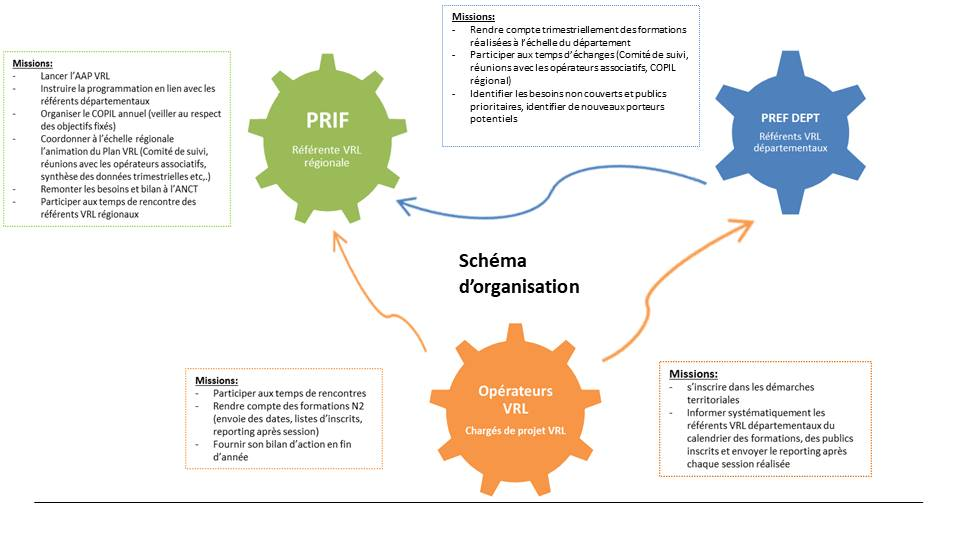 Missions:
- Rendre compte trimestriellement des formations
réalisées à l’échelle du département
- Participer aux temps d’échanges (Comité de suivi,
réunions avec les opérateurs associatifs, COPIL
régional)
- Identifier les besoins non couverts et publics
prioritaires, identifier de nouveaux porteurs
potentiels
Missions:
- Lancer l’AAP VRL
- Instruire la programmation en lien avec les
référents départementaux
- Organiser le COPIL annuel (veiller au respect
des objectifs fixés)
- Coordonner à l’échelle régionale
l’animation du Plan VRL (Comité de suivi,
réunions avec les opérateurs associatifs,
synthèse des données trimestrielles etc,.)
- Remonter les besoins et bilan à l’ANCT
- Participer aux temps de rencontre des
référents VRL régionaux
PRIF
Référente VRL
régionale
PREF DEPT
Référents VRL
départementaux
Schéma
d’organisation
Missions:
- Participer aux temps de rencontres
- Rendre compte des formations N2
(envoie des dates, listes d’inscrits,
reporting après session)
- Fournir son bilan d’action en fin
d’année
Opérateurs
VRL
Chargés de projet VRL
Missions:
- s’inscrire dans les démarches
territoriales
- Informer systématiquement les
référents VRL départementaux du
calendrier des formations, des publics
inscrits et envoyer le reporting après
chaque session réalisée